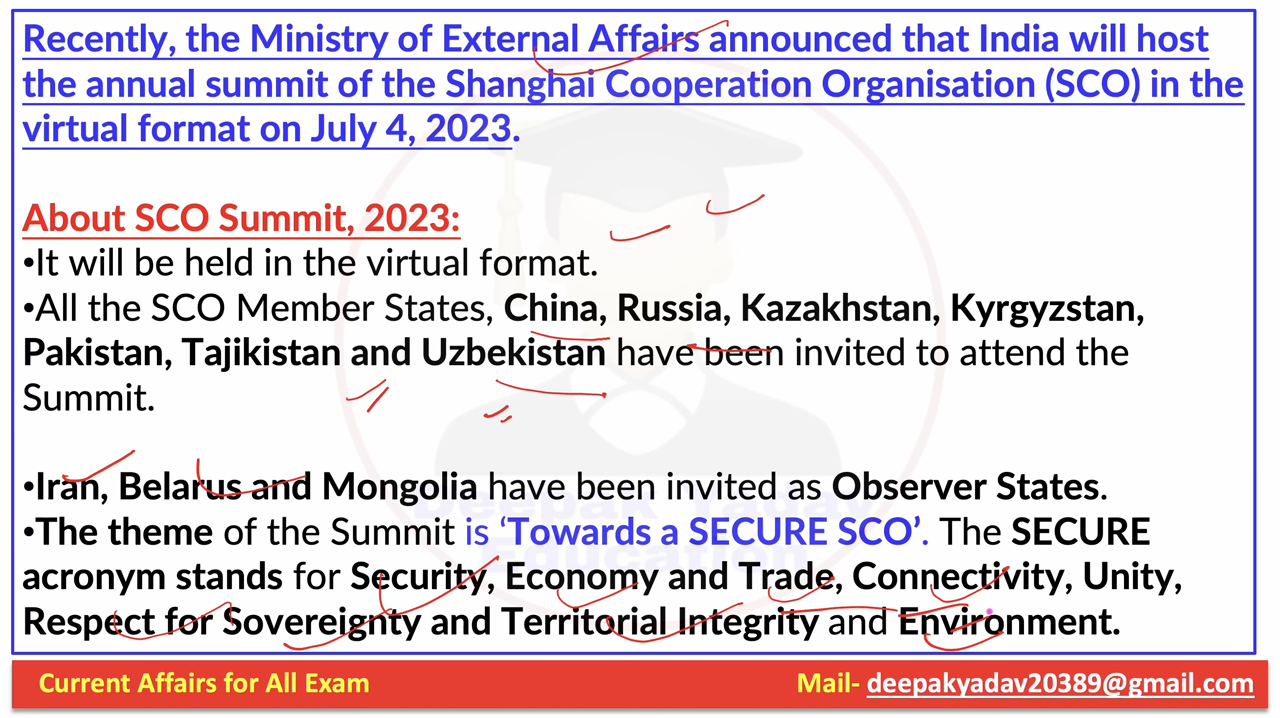 Recently, the Ministry of External Affairs announced that India will host
the annual summit of the Shanghai Cooperation Organisation (SCO) in the
virtual format on July 4, 2023.
About SCO Summit, 2023:
•It will be held in the virtual format.
•All the SCO Member States, China, Russia, Kazakhstan, Kyrgyzstan,
Pakistan, Tajikistan and Uzbekistan have been invited to attend the
Summit.
•Iran, Belarus and Mongolia have been invited as Observer States.
•The theme of the Summit is ‘Towards a SECURE SCO’. The SECURE
acronym stands for Security, Economy and Trade, Connectivity, Unity,
Respect for Sovereignty and Territorial Integrity and Environment.
Deepak Yadav
Education
Current Affairs for All Exam
Mail- deepakyadav20389@gmail.com